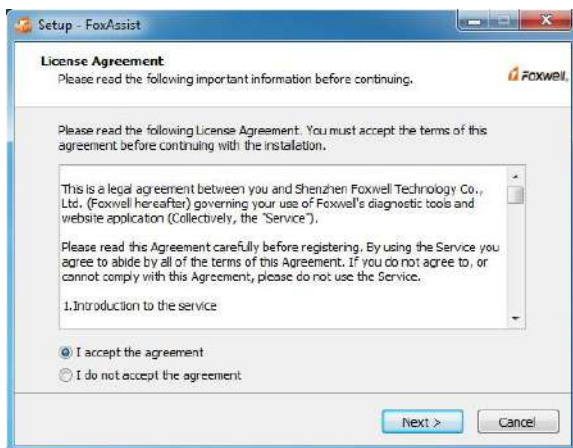 Setup - FoxAssist
License Agreement
Please read the following important information before continuing.
Foxwell.
Please read the following License Agreement. You must accept the terms of this
agreement before continuing with the installation.
This is a legal agreement between you and Shenzhen Foxwell Technology Co.,
Ltd. (Foxwell hereafter) governing your use of Foxwell's diagnostic tools and
website application (Collectively, the "Service").
Please read this Agreement carefully before registering. By using the Service you
agree to abide by all of the terms of this Agreement. If you do not agree to, or
cannot comply with this Agreement, please do not use the Service.
1.Introduction to the service
I accept the agreement
I do not accept the agreement
Next >
Cancel